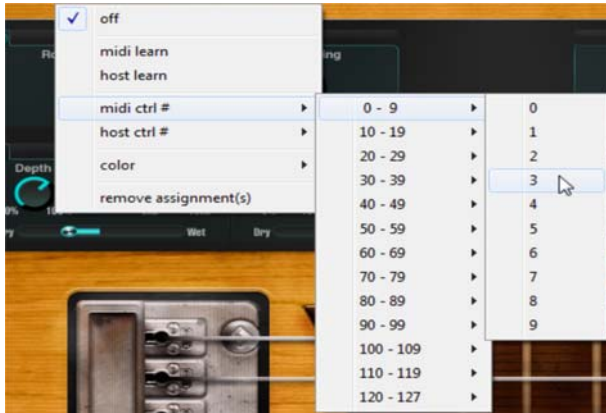 off
midi learn
host learn
midi ctrl #
host ctrl #
color
remove assignment(s)
0 - 9
10 - 19
20 - 29
30 - 39
40 - 49
50 - 59
60 - 69
70 - 79
80 - 89
90 - 99
100 - 109
110 - 119
120 - 127
0
1
2
3
4
5
6
7
8
9
Depth
Wet
Dry